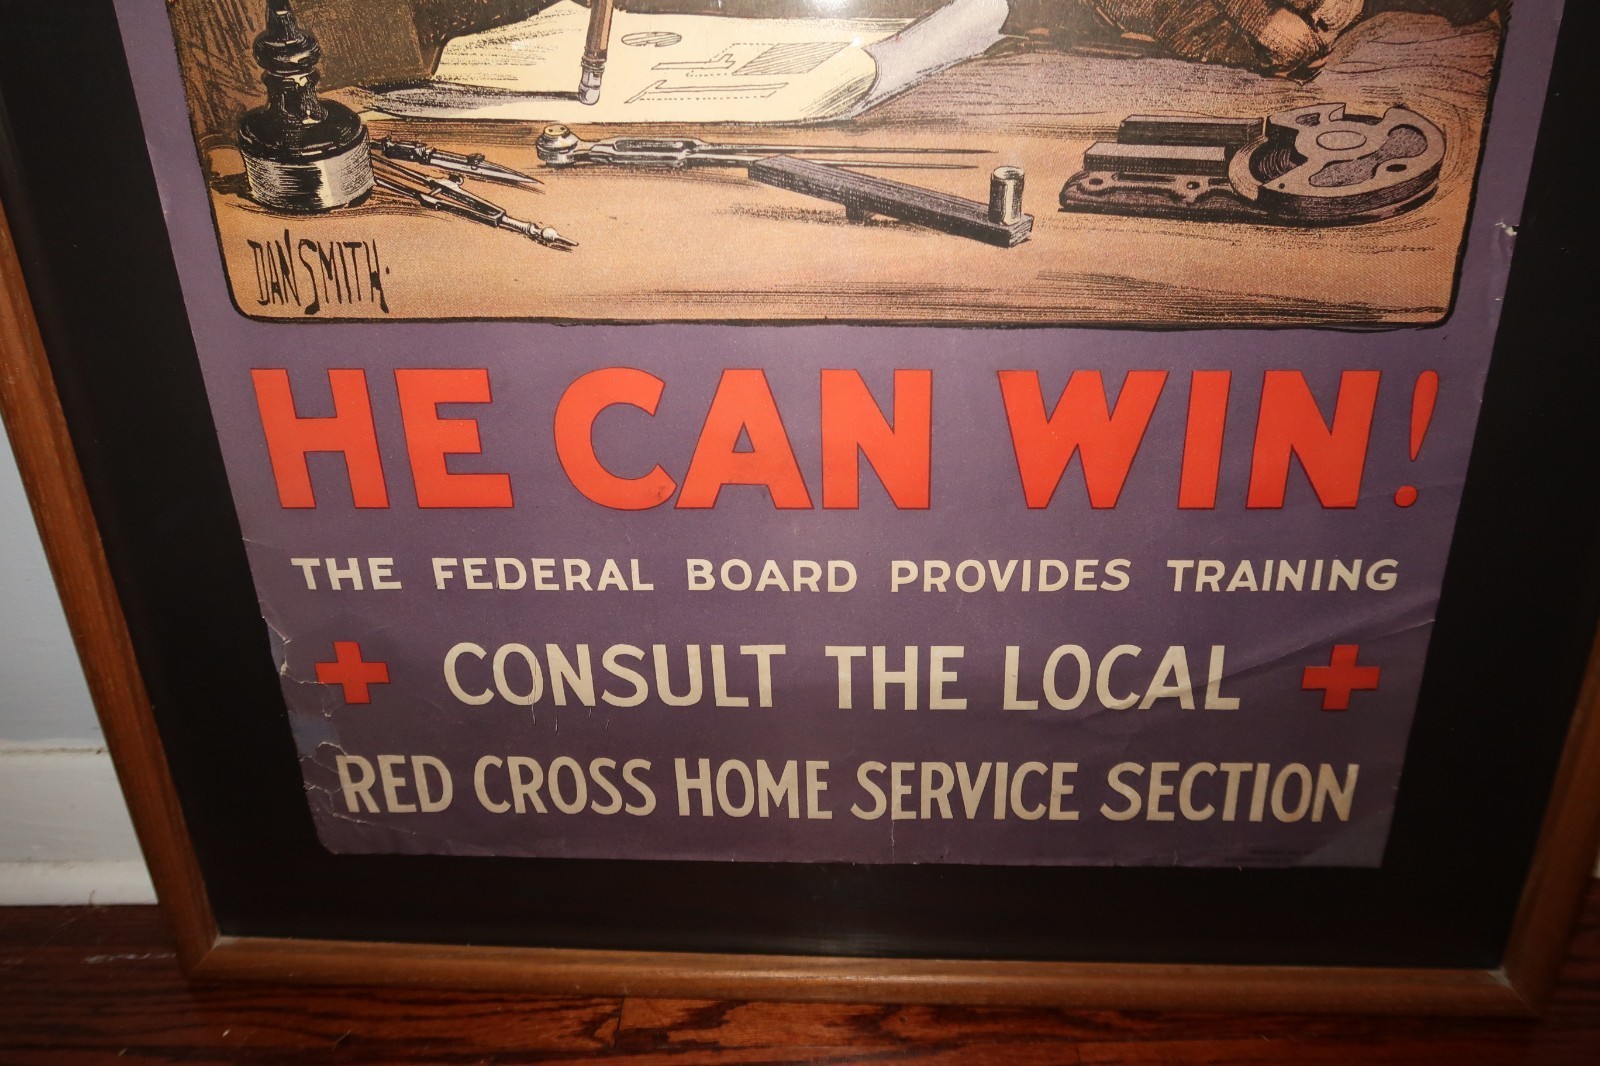 DAN SMITH.
HE CAN WIN!
THE FEDERAL BOARD PROVIDES TRAINING
CONSULT THE LOCAL
RED CROSS HOME SERVICE SECTION